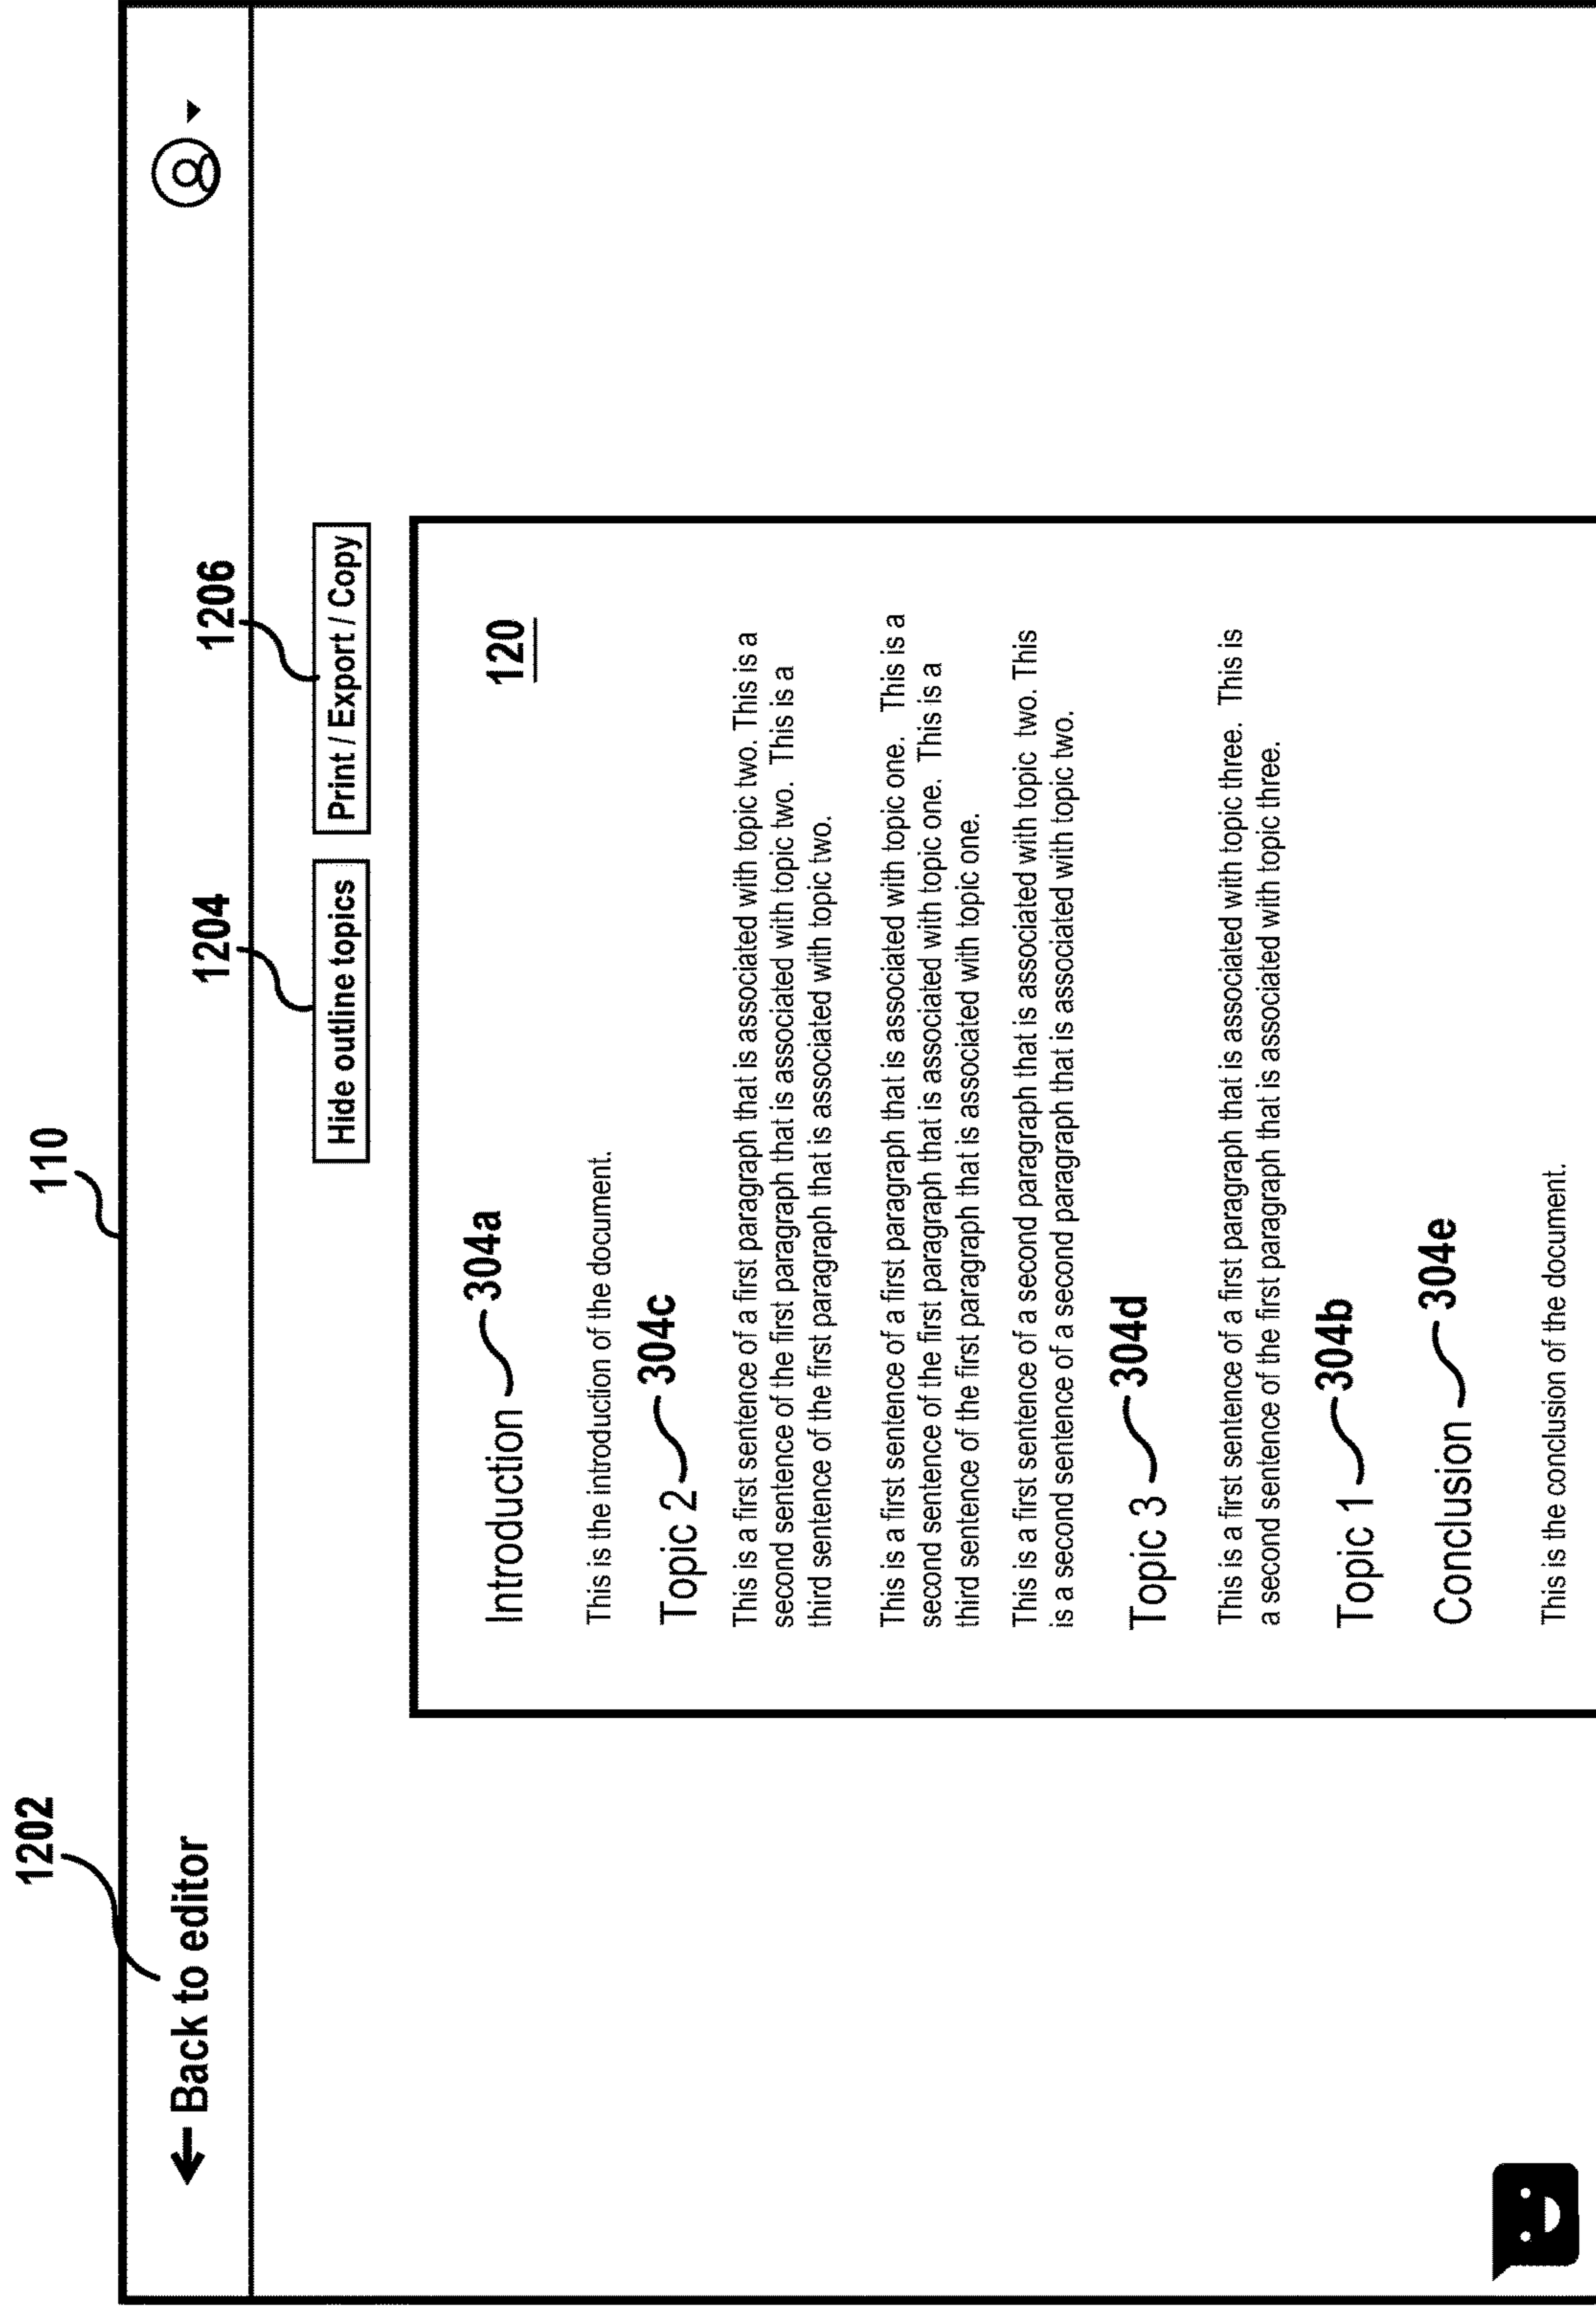 110
1202
← Back to editor
1204
1206
Hide outline topics
Print / Export / Copy
120
Introduction 304a
This is the introduction of the document.
Topic 2 304c
This is a first sentence of a first paragraph that is associated with topic two. This is a
second sentence of the first paragraph that is associated with topic two. This is a
third sentence of the first paragraph that is associated with topic two.
This is a first sentence of a first paragraph that is associated with topic one. This is a
second sentence of the first paragraph that is associated with topic one. This is a
third sentence of the first paragraph that is associated with topic one.
This is a first sentence of a second paragraph that is associated with topic two. This
is a second sentence of a second paragraph that is associated with topic two.
Topic 3 304d
This is a first sentence of a first paragraph that is associated with topic three. This is
a second sentence of the first paragraph that is associated with topic three.
Topic 1 304b
Conclusion 304e
This is the conclusion of the document.